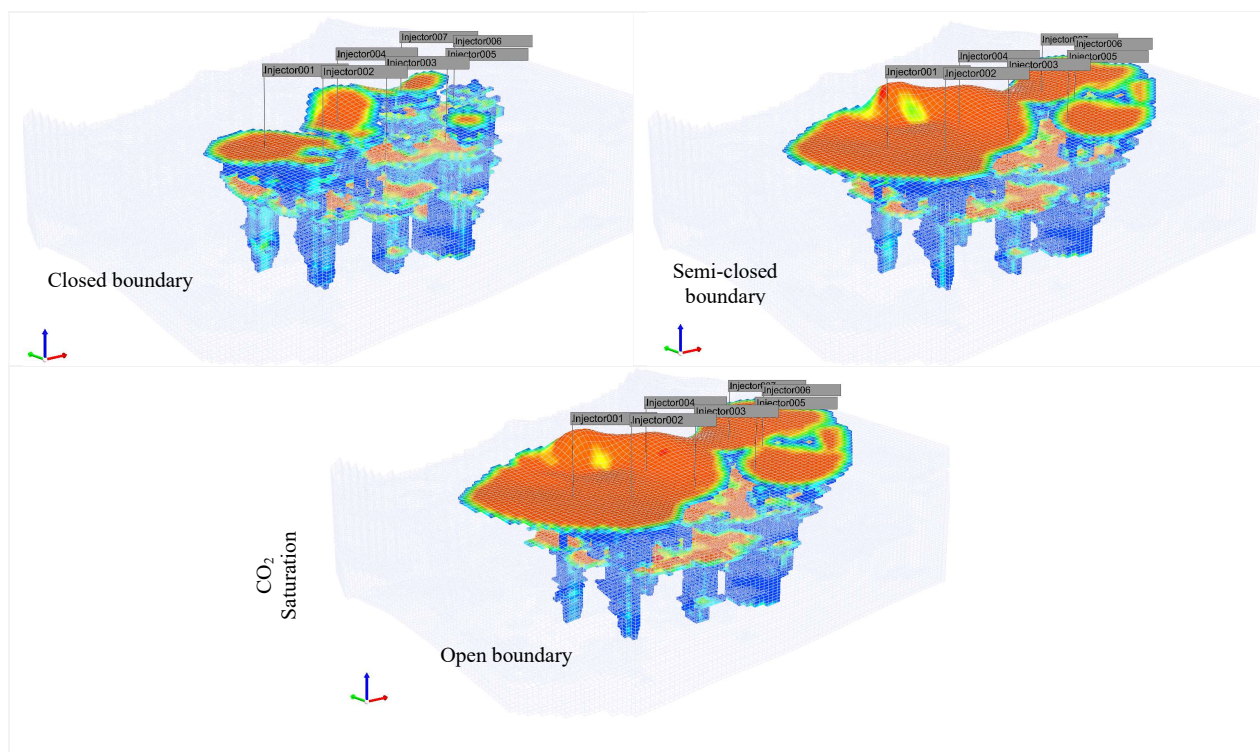 Injector007
Injector006
Injector004
Injector005
Injector003
Injector001
Injector002
Closed boundary
Injector006
Injector004
Injector005
Injector003
Injector001
Injector002
Semi-closed
boundary
Injector006
Injector004
Injector005
Injector003
Injector001
Injector002
CO₂
Saturation
Open boundary